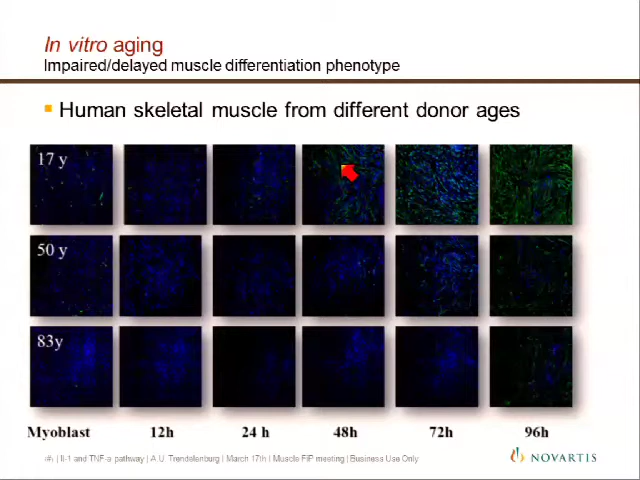 In vitro aging
Impaired/delayed muscle differentiation phenotype
Human skeletal muscle from different donor ages
17 y
50 y
83y
Myoblast 12h 24 h 48h 72h 96h
‹#› | Il-1 and TNF-a pathway | A.U. Trendelenburg | March 17th | Muscle FIP meeting | Business Use Only
NOVARTIS